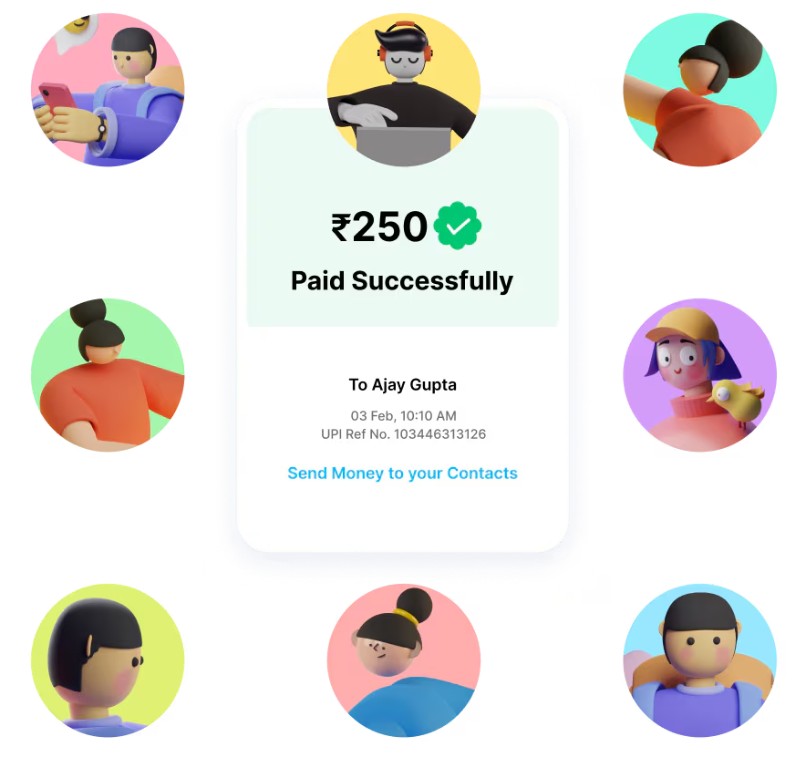 ₹250
Paid Successfully
To Ajay Gupta
03 Feb, 10:10 AM
UPI Ref No. 103446313126
Send Money to your Contacts